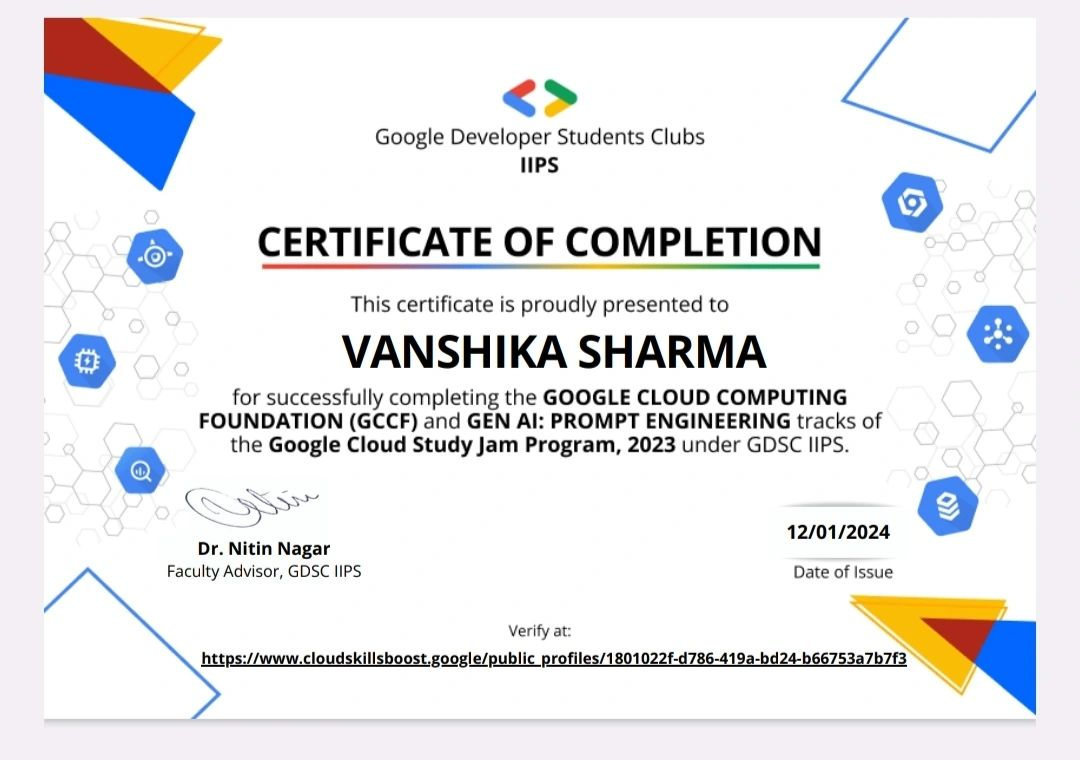 Google Developer Students Clubs
IIPS
CERTIFICATE OF COMPLETION
This certificate is proudly presented to
VANSHIKA SHARMA
for successfully completing the GOOGLE CLOUD COMPUTING
FOUNDATION (GCCF) and GEN AI: PROMPT ENGINEERING tracks of
the Google Cloud Study Jam Program, 2023 under GDSC IIPS.
Nitin
Dr. Nitin Nagar
Faculty Advisor, GDSC IIPS
12/01/2024
Date of Issue
Verify at:
https://www.cloudskillsboost.google/public_profiles/1801022f-d786-419a-bd24-b66753a7b7f3